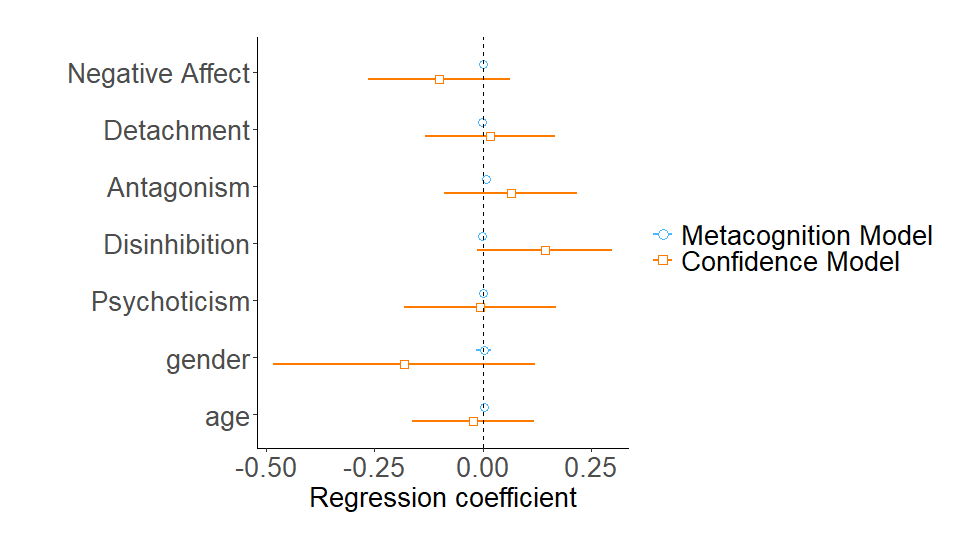 Negative Affect
Detachment
Antagonism
Disinhibition
Psychoticism
gender
age
-0.50 -0.25 0.00 0.25
Regression coefficient
Metacognition Model
Confidence Model